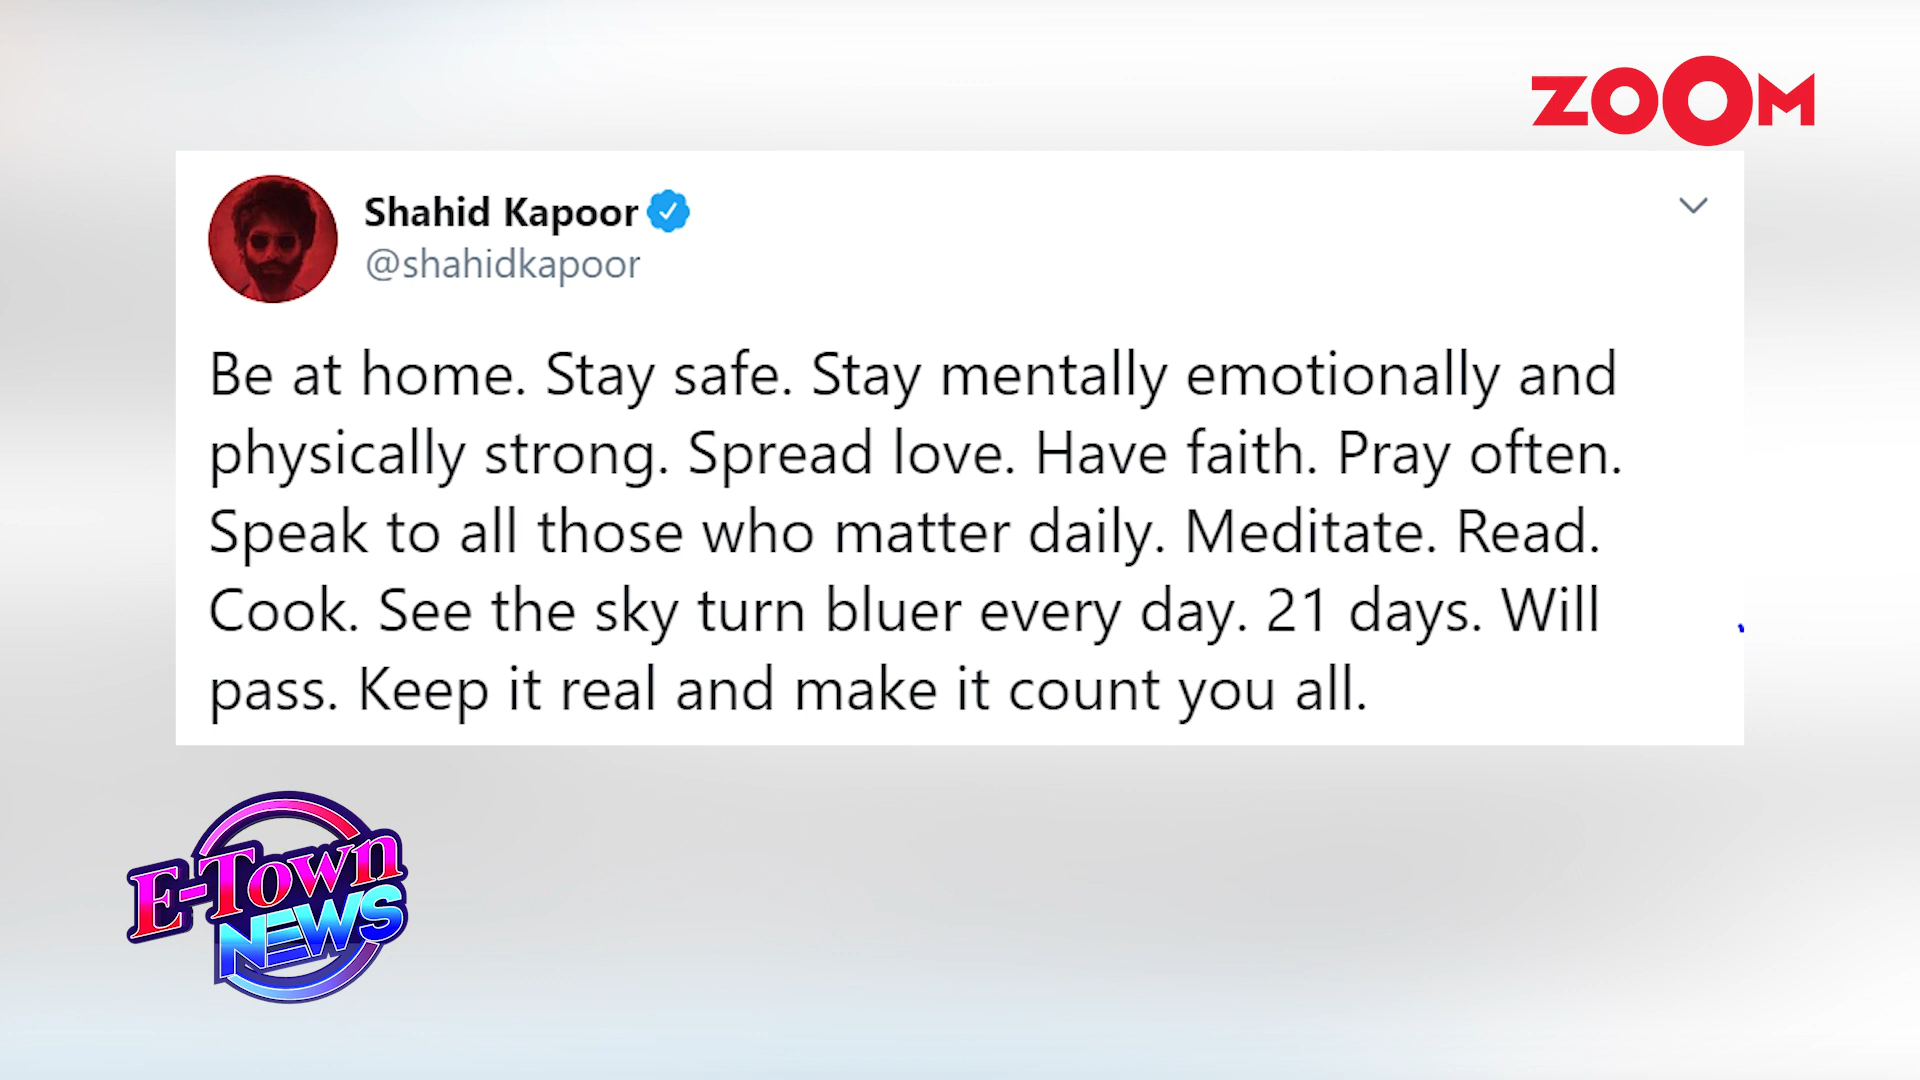 ZOOM
Shahid Kapoor
@shahidkapoor
Be at home. Stay safe. Stay mentally emotionally and
physically strong. Spread love. Have faith. Pray often.
Speak to all those who matter daily. Meditate. Read.
Cook. See the sky turn bluer every day. 21 days. Will
pass. Keep it real and make it count you all.
E-Town
NEWS